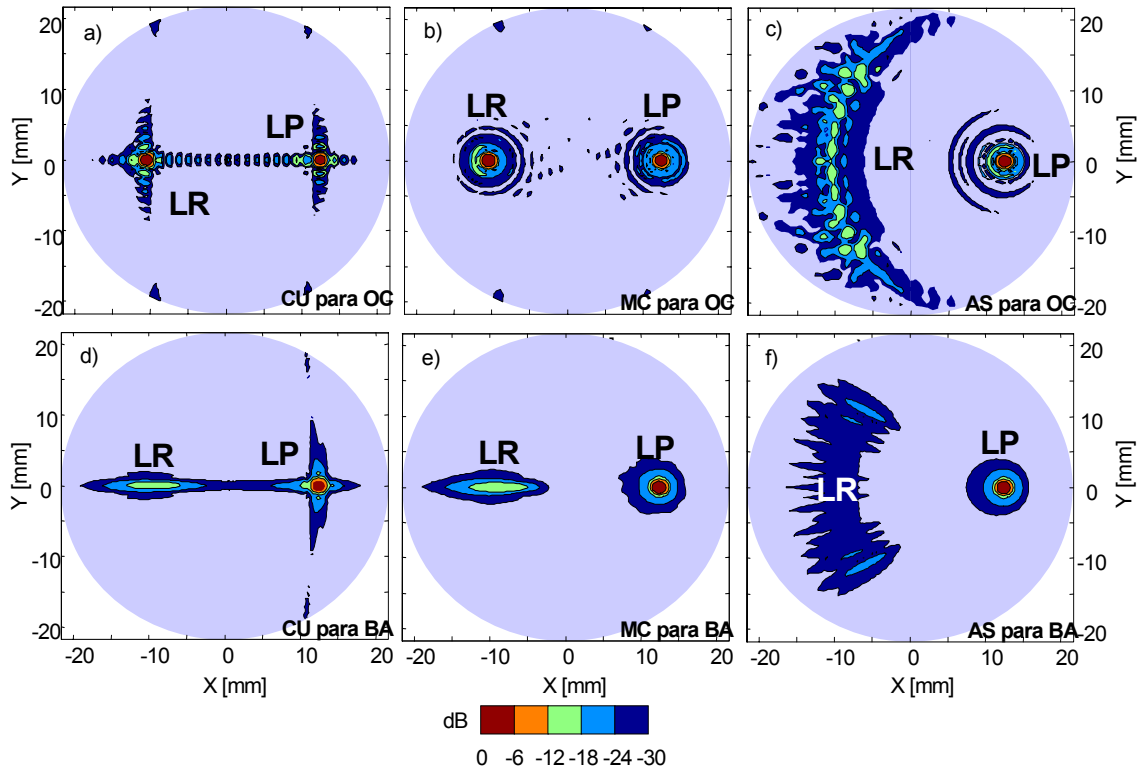 a)
b)
c)
LP
LR
CU para OC
LR
LP
MC para OC
LR
LP
AS para OC
Y [mm]
20
10
0
-10
-20
20
10
0
-10
-20
Y [mm]
d)
e)
f)
LR
LP
CU para BA
LR
LP
MC para BA
LR
LP
AS para BA
Y [mm]
20
10
0
-10
-20
20
10
0
-10
-20
Y [mm]
-20 -10 0 10 20
-20 -10 0 10 20
-20 -10 0 10 20
X [mm]
X [mm]
X [mm]
dB
0 -6 -12 -18 -24 -30